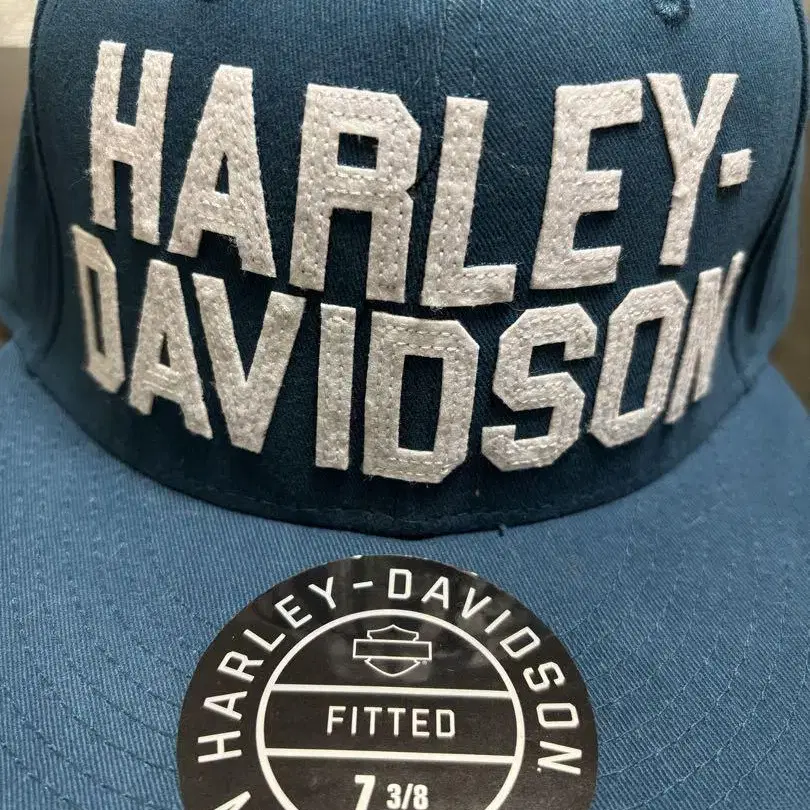 HARLEY-
DAVIDSON
HARLEY-DAVIDSON
FITTED
7 3/8